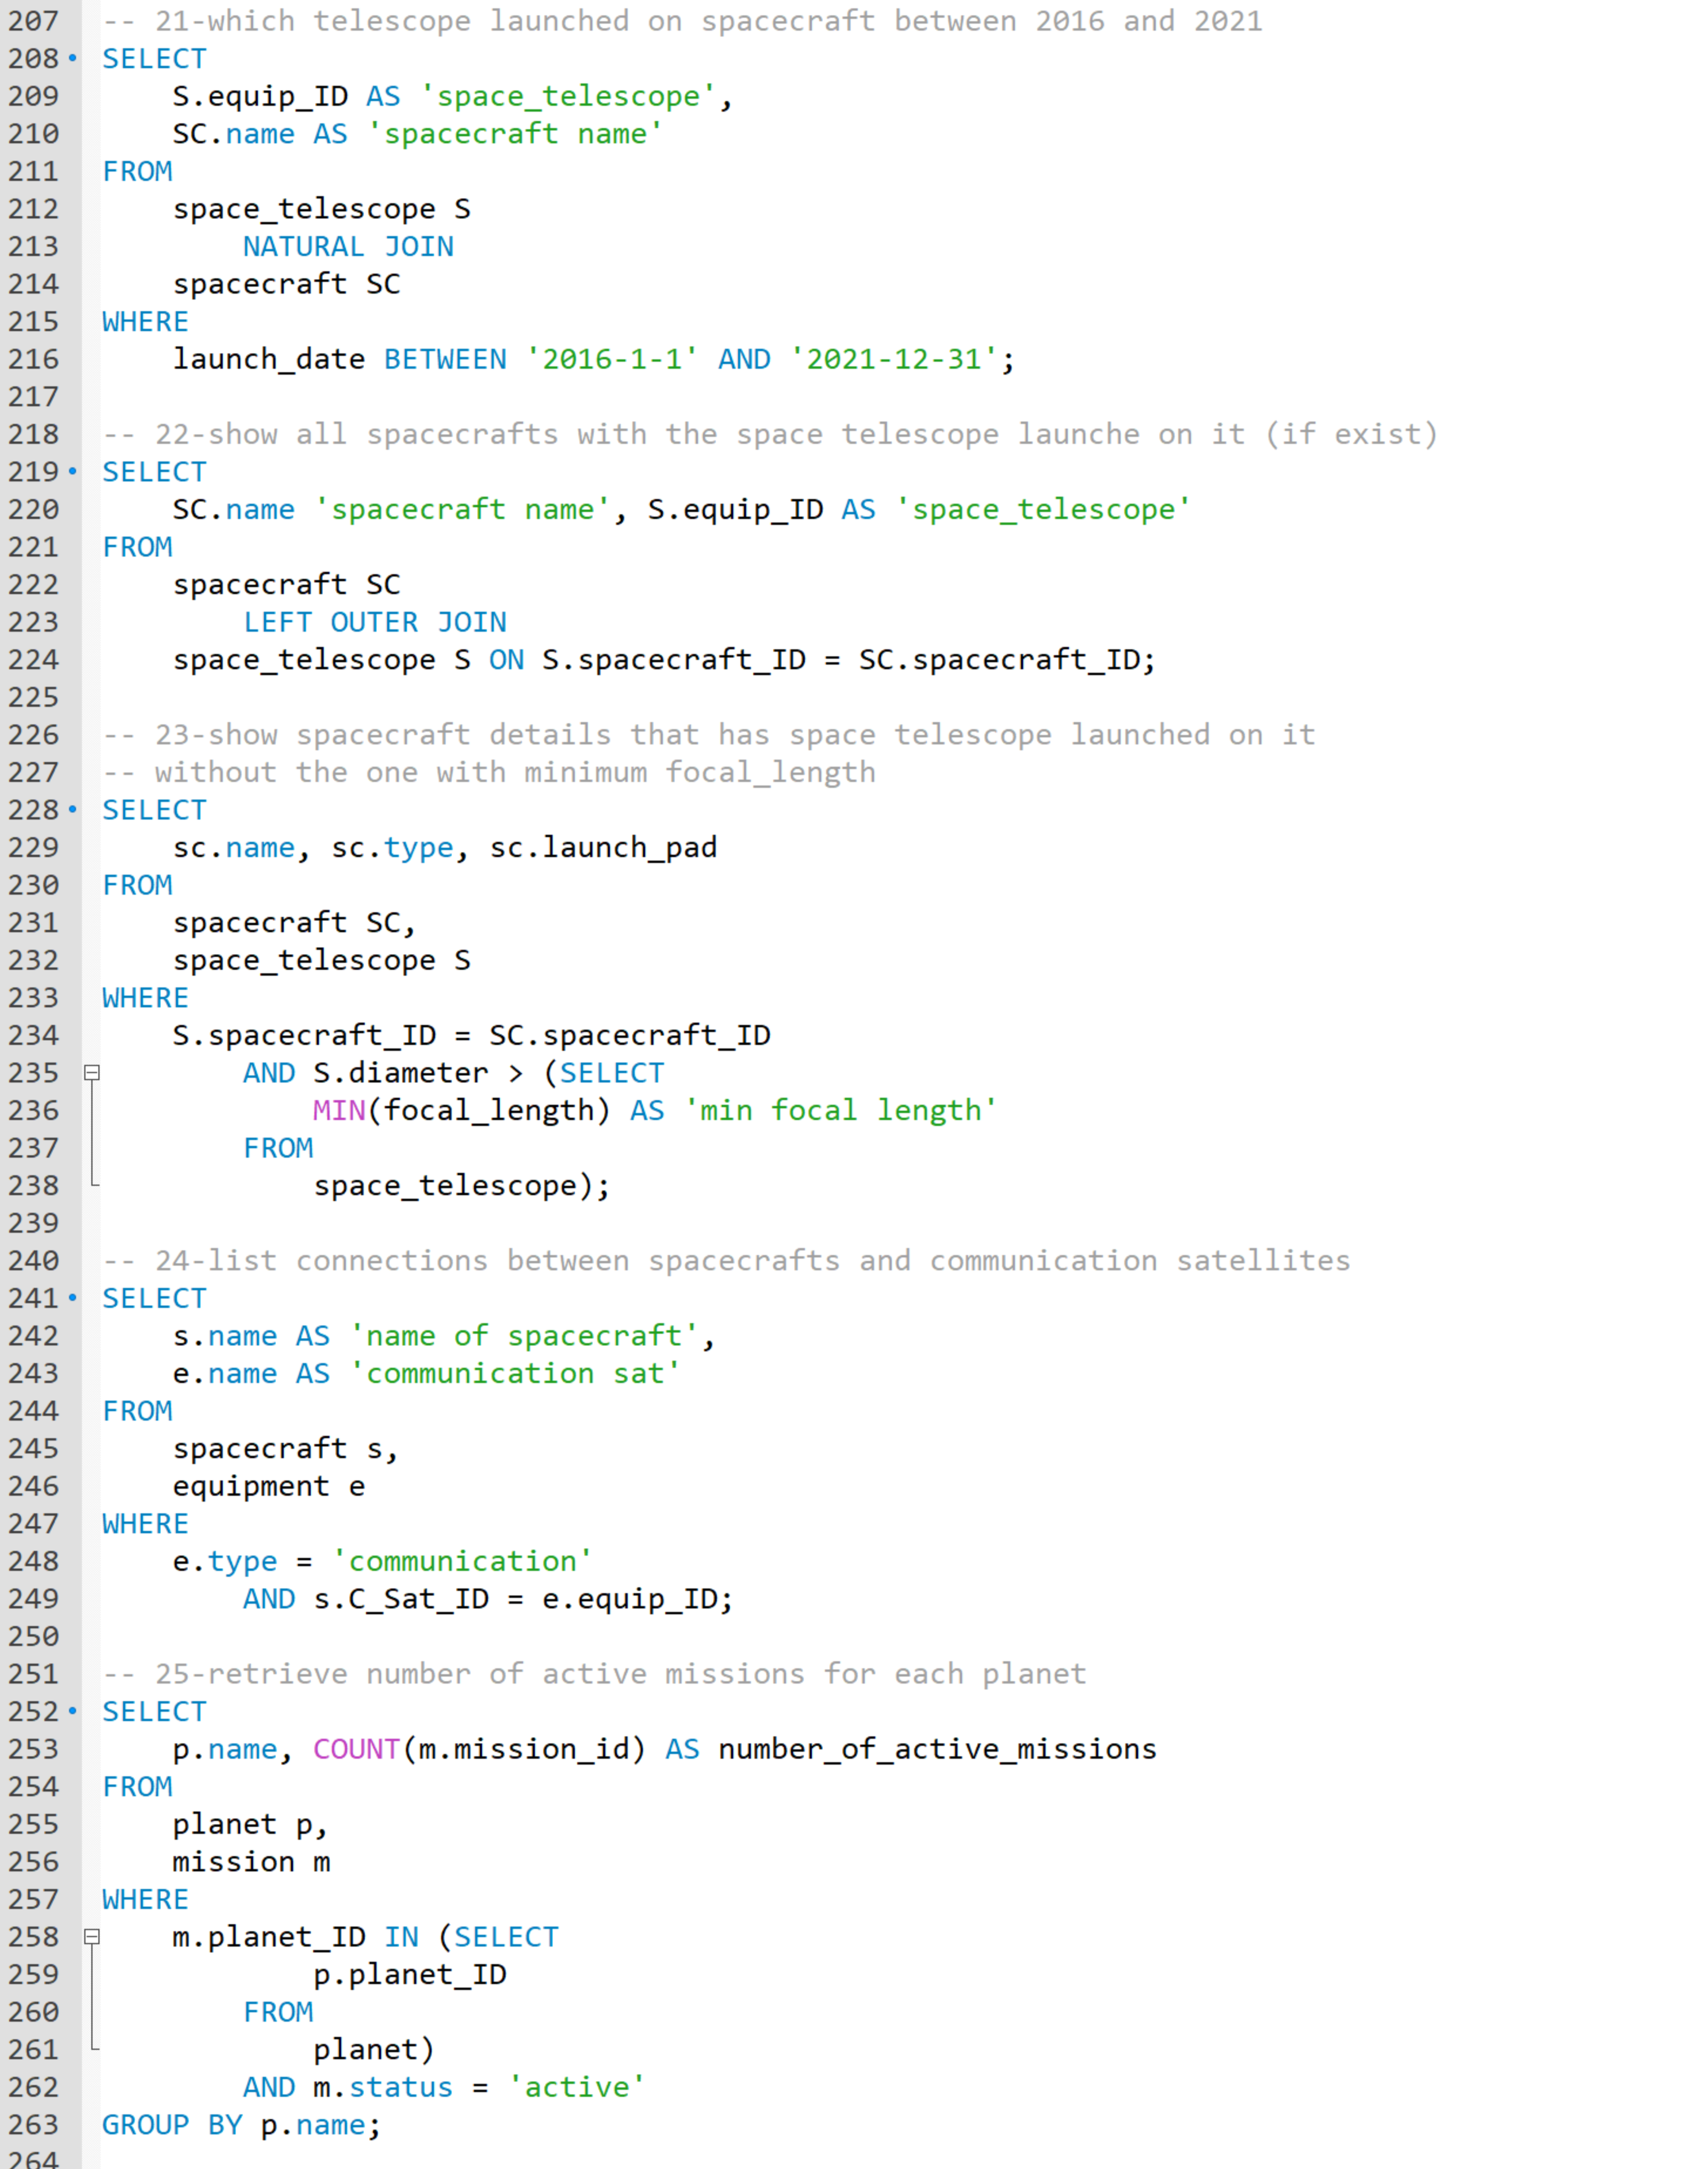 207 -- 21-which telescope launched on spacecraft between 2016 and 2021
208 • SELECT
209 S.equip_ID AS 'space_telescope',
210 SC.name AS 'spacecraft name'
211 FROM
212 space_telescope S
213 NATURAL JOIN
214 spacecraft SC
215 WHERE
216 launch_date BETWEEN '2016-1-1' AND '2021-12-31';
217
218 -- 22-show all spacecrafts with the space telescope launche on it (if exist)
219 • SELECT
220 SC.name 'spacecraft name', S.equip_ID AS 'space_telescope'
221 FROM
222 spacecraft SC
223 LEFT OUTER JOIN
224 space_telescope S ON S.spacecraft_ID = SC.spacecraft_ID;
225
226 -- 23-show spacecraft details that has space telescope launched on it
227 -- without the one with minimum focal_length
228 • SELECT
229 sc.name, sc.type, sc.launch_pad
230 FROM
231 spacecraft SC,
232 space_telescope S
233 WHERE
234 S.spacecraft_ID = SC.spacecraft_ID
235 AND S.diameter > (SELECT
236 MIN(focal_length) AS 'min focal length'
237 FROM
238 space_telescope);
239
240 -- 24-list connections between spacecrafts and communication satellites
241 • SELECT
242 s.name AS 'name of spacecraft',
243 e.name AS 'communication sat'
244 FROM
245 spacecraft s,
246 equipment e
247 WHERE
248 e.type = 'communication'
249 AND s.C_Sat_ID = e.equip_ID;
250
251 -- 25-retrieve number of active missions for each planet
252 • SELECT
253 p.name, COUNT(m.mission_id) AS number_of_active_missions
254 FROM
255 planet p,
256 mission m
257 WHERE
258 m.planet_ID IN (SELECT
259 p.planet_ID
260 FROM
261 planet)
262 AND m.status = 'active'
263 GROUP BY p.name;
264